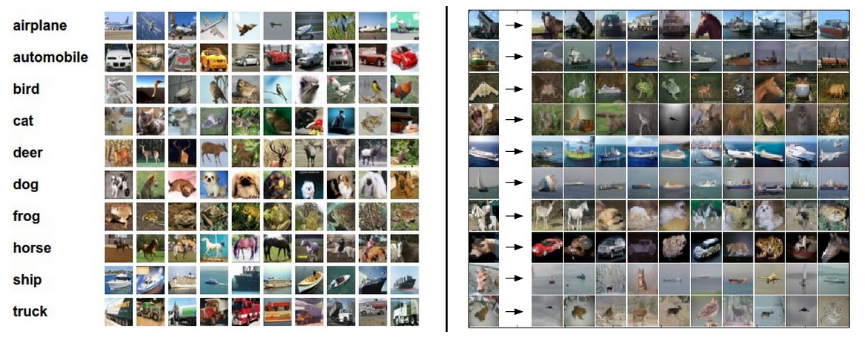 airplane
automobile
bird
cat
deer
dog
frog
horse
ship
truck